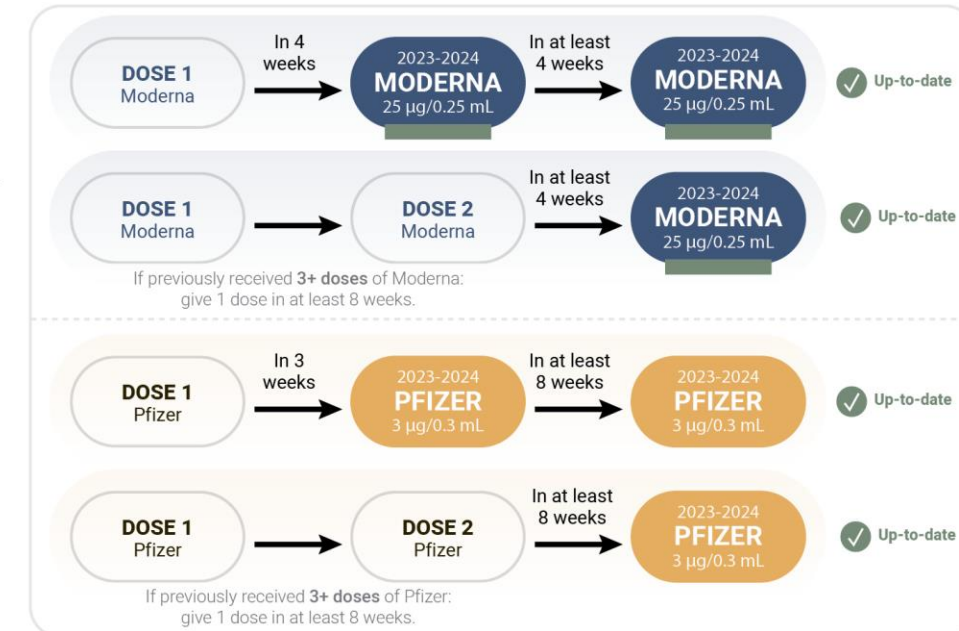 In 4
weeks
In at least
4 weeks
DOSE 1
Moderna
2023-2024
MODERNA
25 µg/0.25 mL
2023-2024
MODERNA
25 µg/0.25 mL
Up-to-date
In at least
4 weeks
DOSE 1
Moderna
DOSE 2
Moderna
2023-2024
MODERNA
25 µg/0.25 mL
Up-to-date
If previously received 3+ doses of Moderna:
give 1 dose in at least 8 weeks.
In 3
weeks
In at least
8 weeks
DOSE 1
Pfizer
2023-2024
PFIZER
3 µg/0.3 mL
2023-2024
PFIZER
3 µg/0.3 mL
Up-to-date
In at least
8 weeks
DOSE 1
Pfizer
DOSE 2
Pfizer
2023-2024
PFIZER
3 µg/0.3 mL
Up-to-date
If previously received 3+ doses of Pfizer:
give 1 dose in at least 8 weeks.